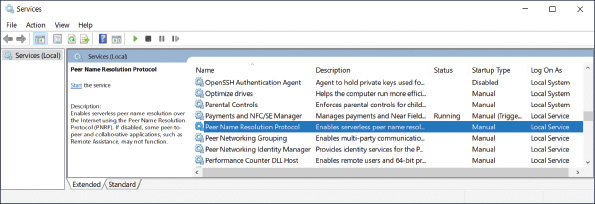 Services
File Action View Help
Services (Local)
Services (Local)
Peer Name Resolution Protocol
Start the service
Description:
Enables serverless peer name resolution over
the Internet using the Peer Name Resolution
Protocol (PNRP). If disabled, some peer-to-
peer and collaborative applications, such as
Remote Assistance, may not function.
Name Description Status Startup Type Log On As
OpenSSH Authentication Agent Agent to hold private keys used fo... Disabled Local System
Optimize drives Helps the computer run more effici... Manual Local System
Parental Controls Enforces parental controls for child... Manual Local System
Payments and NFC/SE Manager Manages payments and Near Field... Running Manual (Trigge... Local Service
Peer Name Resolution Protocol Enables serverless peer name resol... Manual Local Service
Peer Networking Grouping Enables multi-party communicatio... Manual Local Service
Peer Networking Identity Manager Provides identity services for the P... Manual Local Service
Performance Counter DLL Host Enables remote users and 64-bit pr... Manual Local Service
Extended Standard